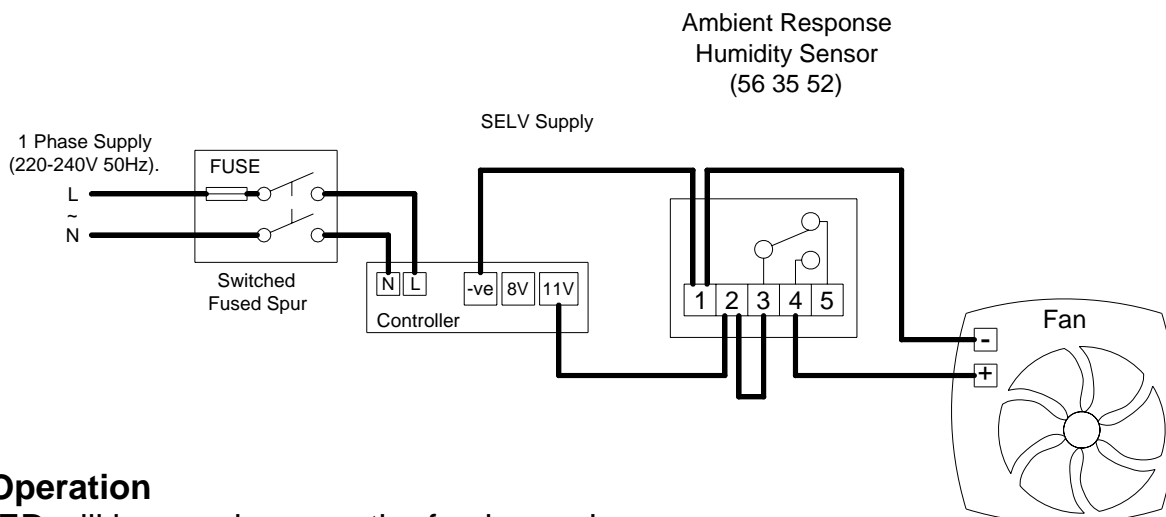 Ambient Response
Humidity Sensor
(56 35 52)
SELV Supply
1 Phase Supply
(220-240V 50Hz).
FUSE
L
~
N
Switched
Fused Spur
N L
-ve 8V 11V
Controller
1 2 3 4 5
Fan
-
+
Operation